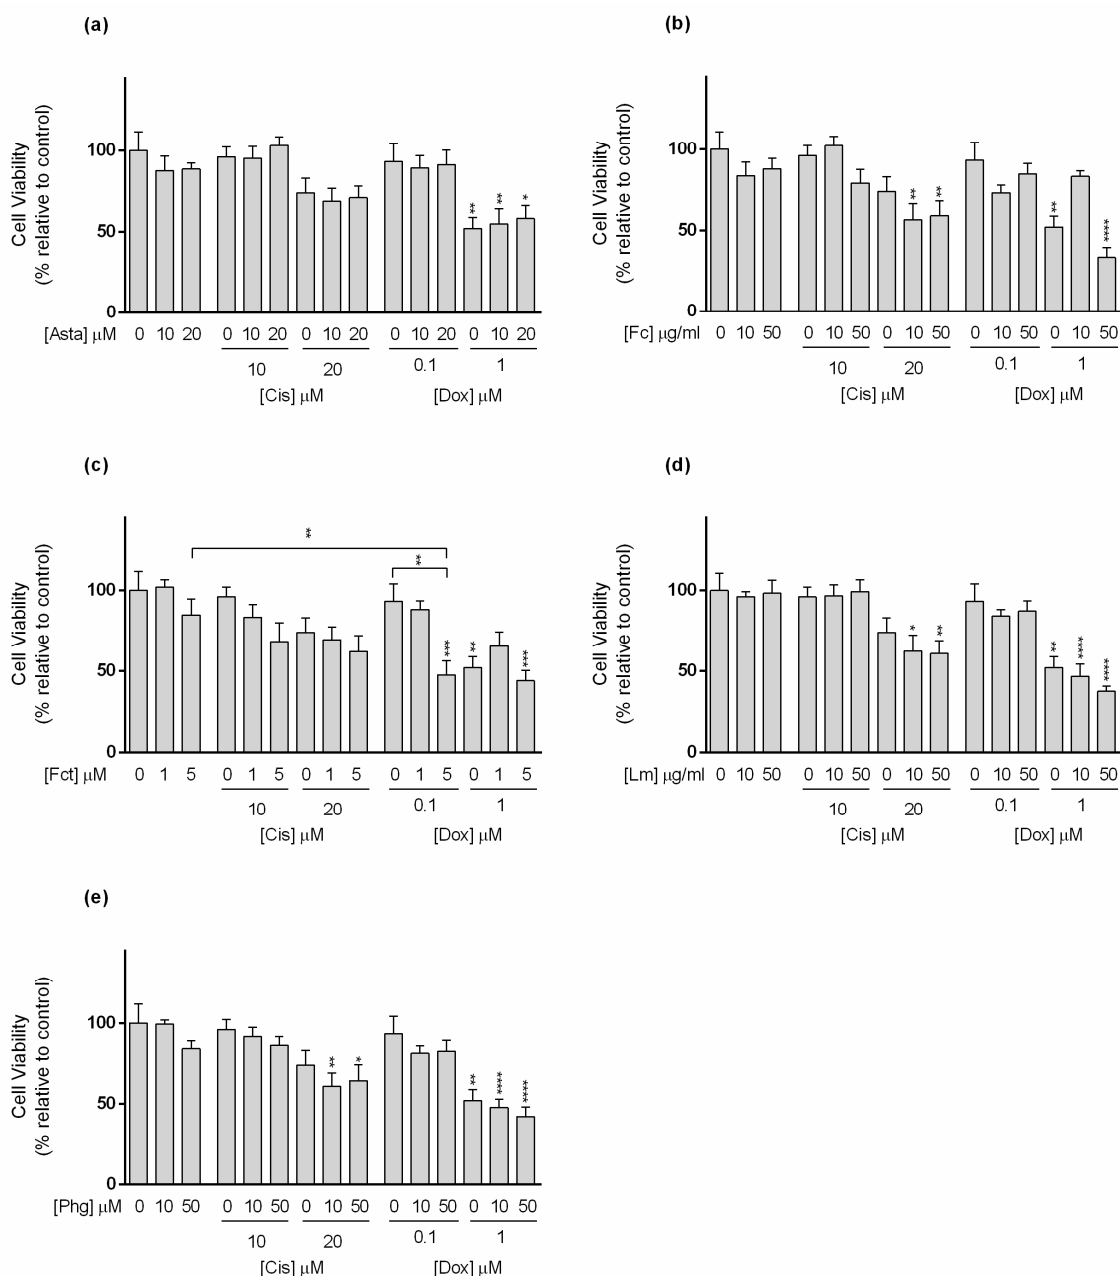 (a)
Cell Viability
(% relative to control)
100
50
0
** ** *
[Asta] μM 0 10 20 0 10 20 0 10 20 0 10 20 0 10 20
10 20 0.1 1
[Cis] μM [Dox] μM
(b)
Cell Viability
(% relative to control)
100
50
0
** ** ** ****
[Fc] μg/ml 0 10 50 0 10 50 0 10 50 0 10 50 0 10 50
10 20 0.1 1
[Cis] μM [Dox] μM
(c)
Cell Viability
(% relative to control)
100
50
0
**
**
*** ** ***
[Fct] μM 0 1 5 0 1 5 0 1 5 0 1 5 0 1 5
10 20 0.1 1
[Cis] μM [Dox] μM
(d)
Cell Viability
(% relative to control)
100
50
0
* ** ** **** ****
[Lm] μg/ml 0 10 50 0 10 50 0 10 50 0 10 50 0 10 50
10 20 0.1 1
[Cis] μM [Dox] μM
(e)
Cell Viability
(% relative to control)
100
50
0
** * ** **** ****
[Phg] μM 0 10 50 0 10 50 0 10 50 0 10 50 0 10 50
10 20 0.1 1
[Cis] μM [Dox] μM